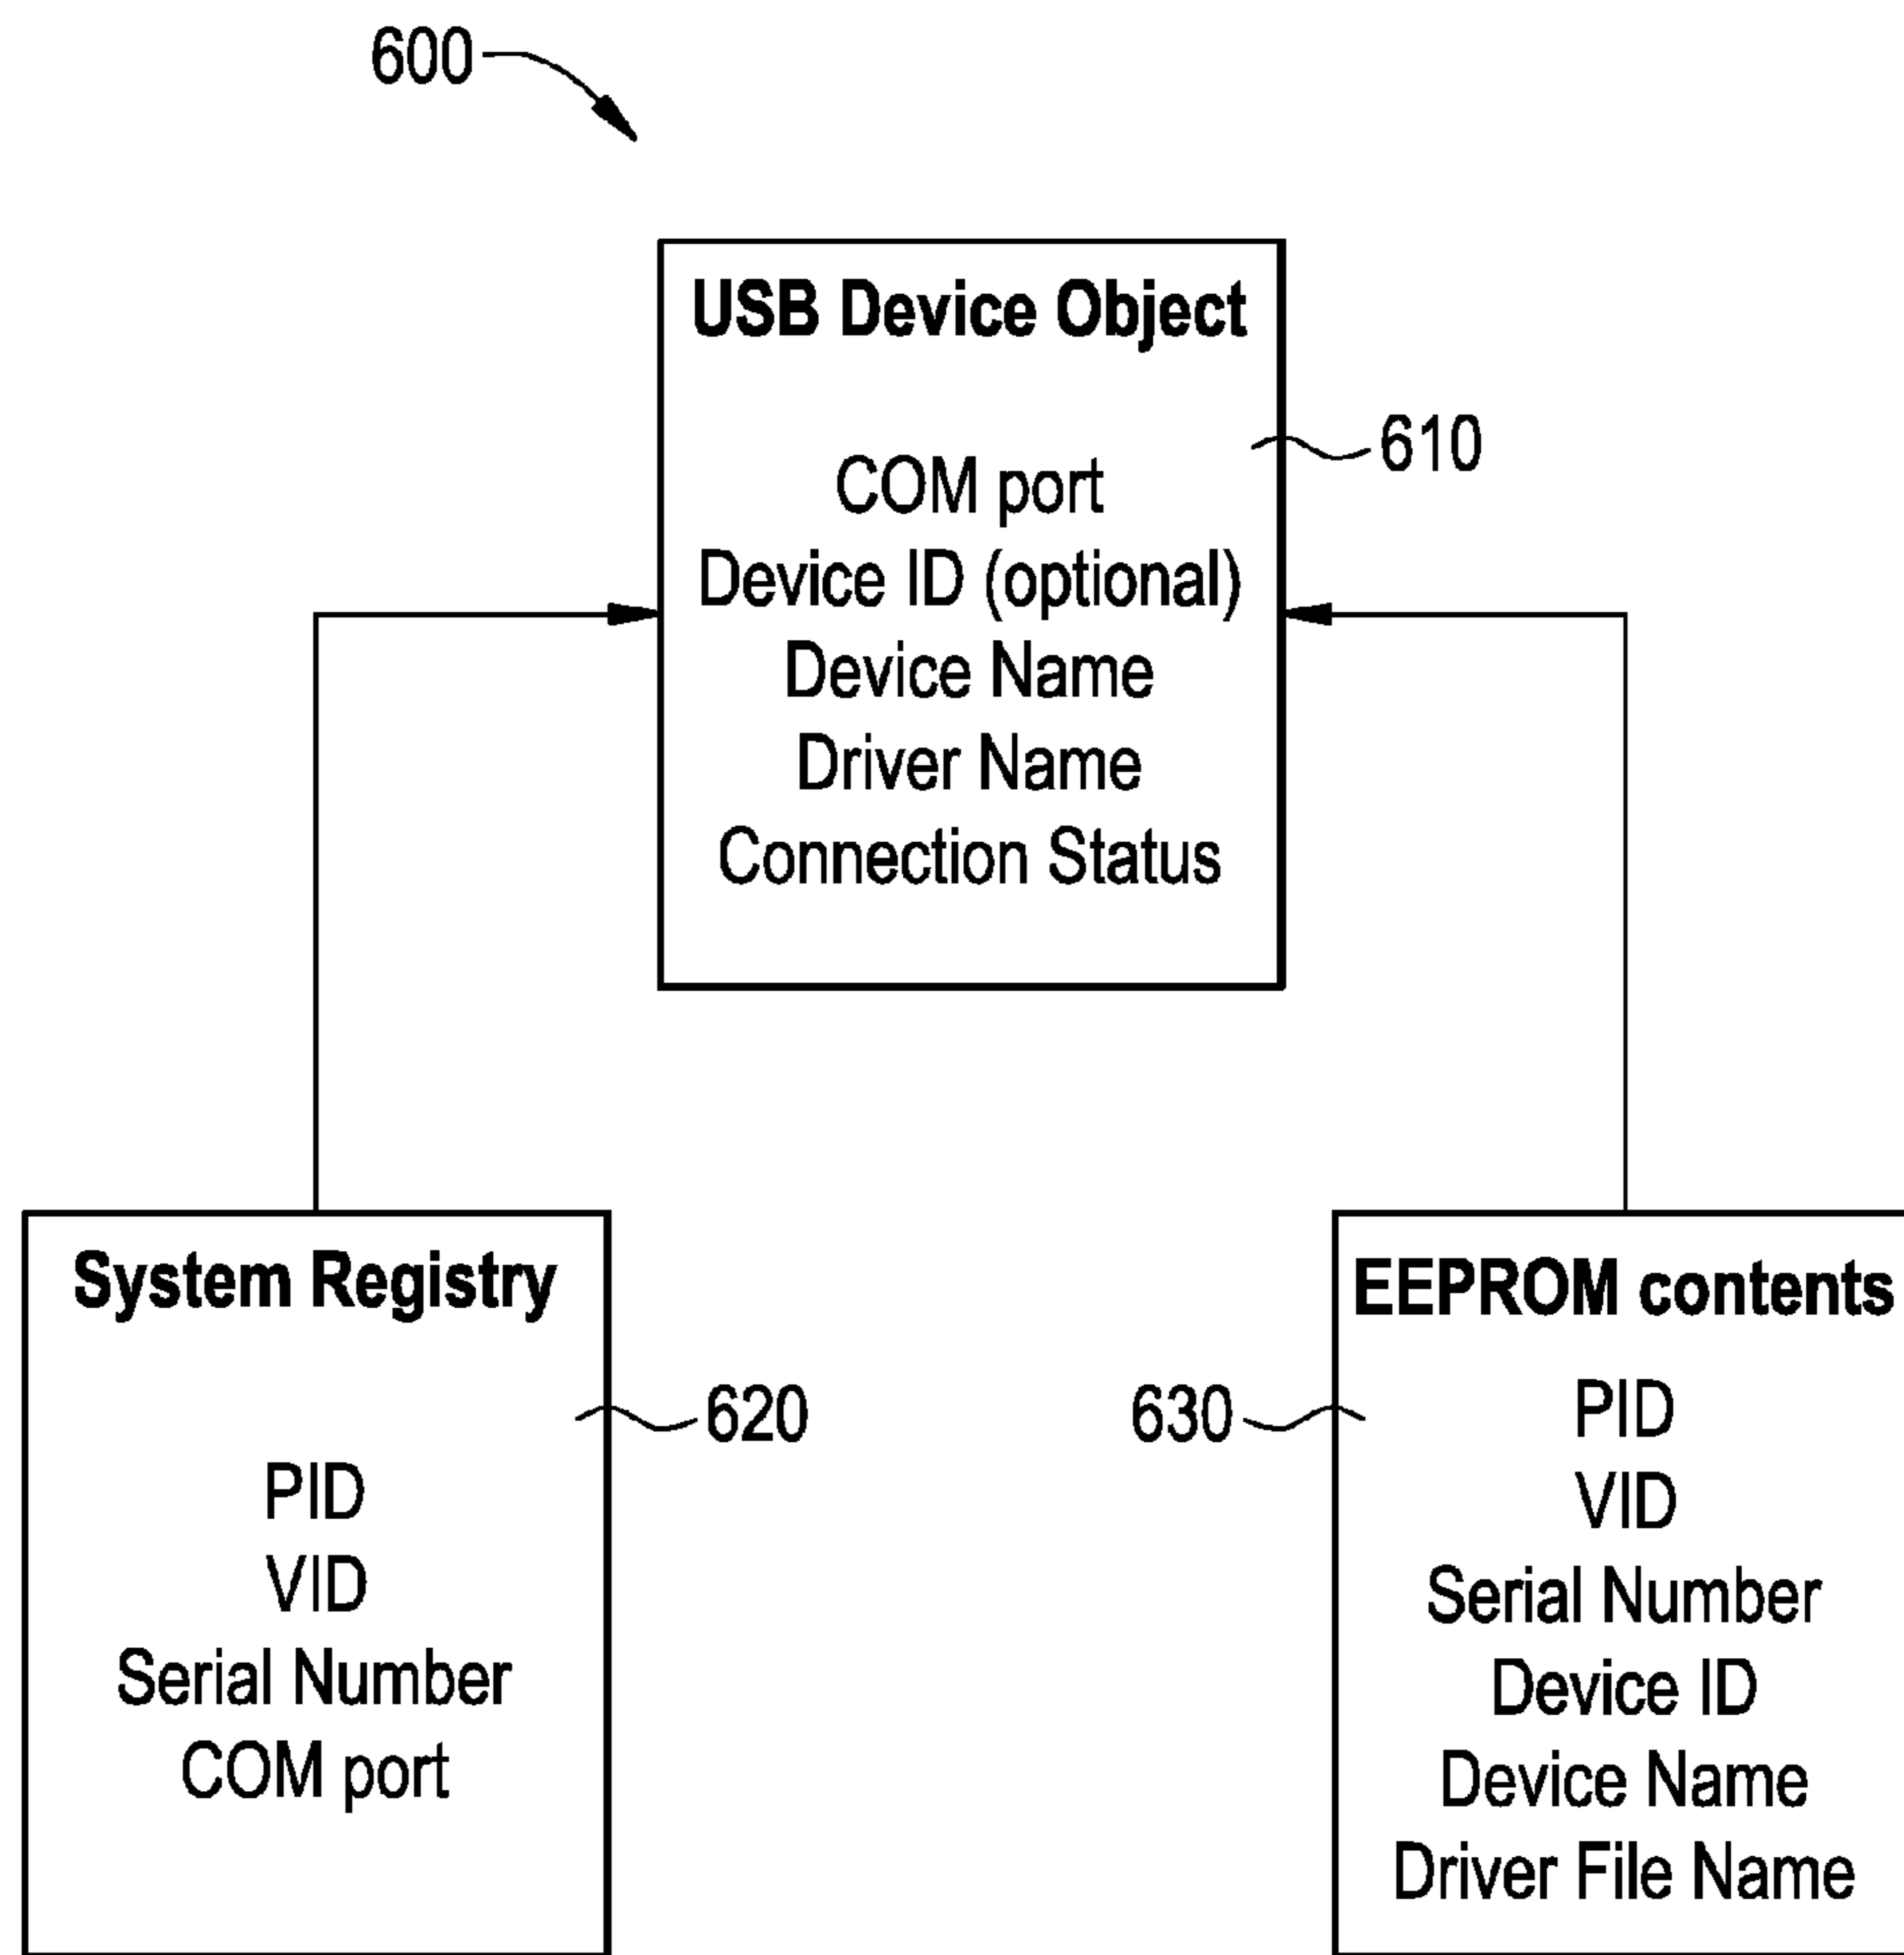 600
USB Device Object
610
COM port
Device ID (optional)
Device Name
Driver Name
Connection Status
System Registry
620
PID
VID
Serial Number
COM port
EEPROM contents
630
PID
VID
Serial Number
Device ID
Device Name
Driver File Name